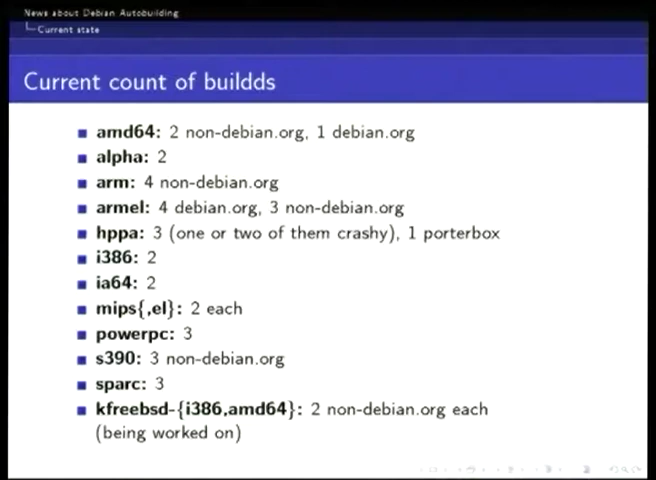 News about Debian Autobuilding
Current state
Current count of buildds
amd64: 2 non-debian.org, 1 debian.org
alpha: 2
arm: 4 non-debian.org
armel: 4 debian.org, 3 non-debian.org
hppa: 3 (one or two of them crashy), 1 porterbox
i386: 2
ia64: 2
mips{,el}: 2 each
powerpc: 3
s390: 3 non-debian.org
sparc: 3
kfreebsd-{i386,amd64}: 2 non-debian.org each
(being worked on)